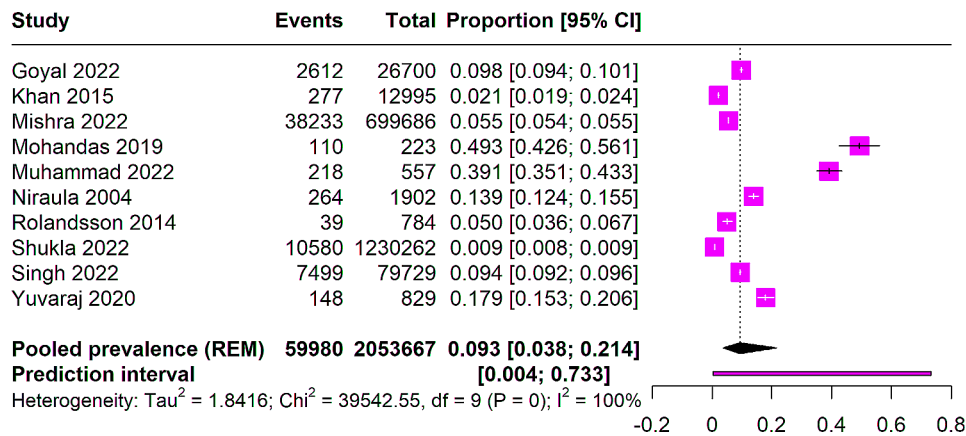 Study Events Total Proportion [95% CI]
Goyal 2022 2612 26700 0.098 [0.094; 0.101]
Khan 2015 277 12995 0.021 [0.019; 0.024]
Mishra 2022 38233 699686 0.055 [0.054; 0.055]
Mohandas 2019 110 223 0.493 [0.426; 0.561]
Muhammad 2022 218 557 0.391 [0.351; 0.433]
Niraula 2004 264 1902 0.139 [0.124; 0.155]
Rolandsson 2014 39 784 0.050 [0.036; 0.067]
Shukla 2022 10580 1230262 0.009 [0.008; 0.009]
Singh 2022 7499 79729 0.094 [0.092; 0.096]
Yuvaraj 2020 148 829 0.179 [0.153; 0.206]
Pooled prevalence (REM) 59980 2053667 0.093 [0.038; 0.214]
Prediction interval [0.004; 0.733]
Heterogeneity: Tau² = 1.8416; Chi² = 39542.55, df = 9 (P = 0); I² = 100%
-0.2 0 0.2 0.4 0.6 0.8